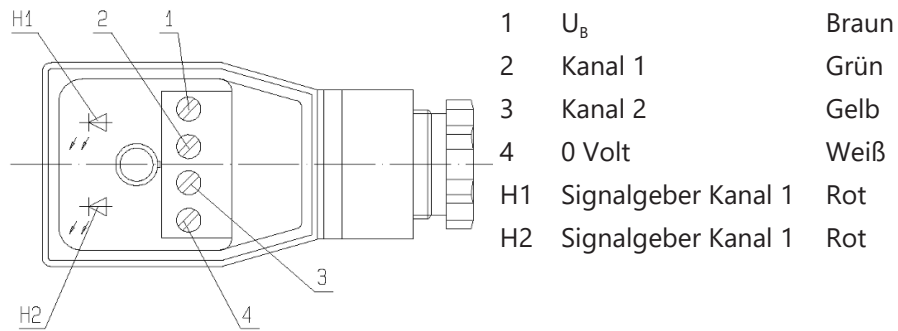 H1 2 1
3
H2 4
1 U_B Braun
2 Kanal 1 Grün
3 Kanal 2 Gelb
4 0 Volt Weiß
H1 Signalgeber Kanal 1 Rot
H2 Signalgeber Kanal 1 Rot